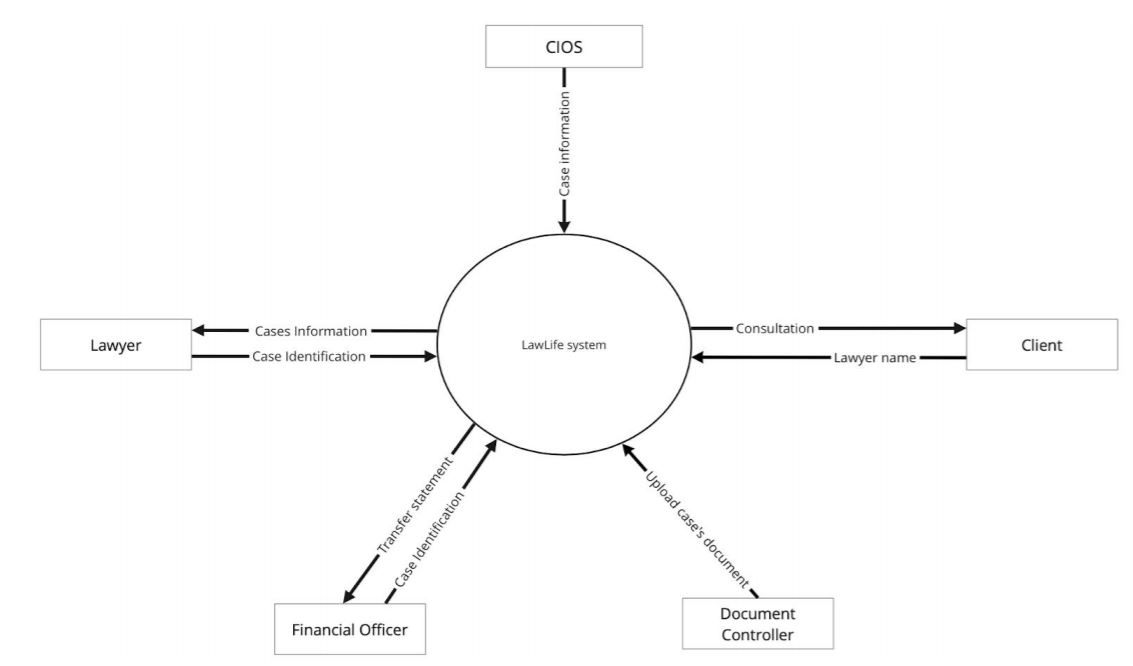 CIOS
Case information
Cases Information
Lawyer
Case Identification
LawLife system
Consultation
Client
Lawyer name
Transfer statement
Case Identification
Upload case's document
Financial Officer
Document
Controller